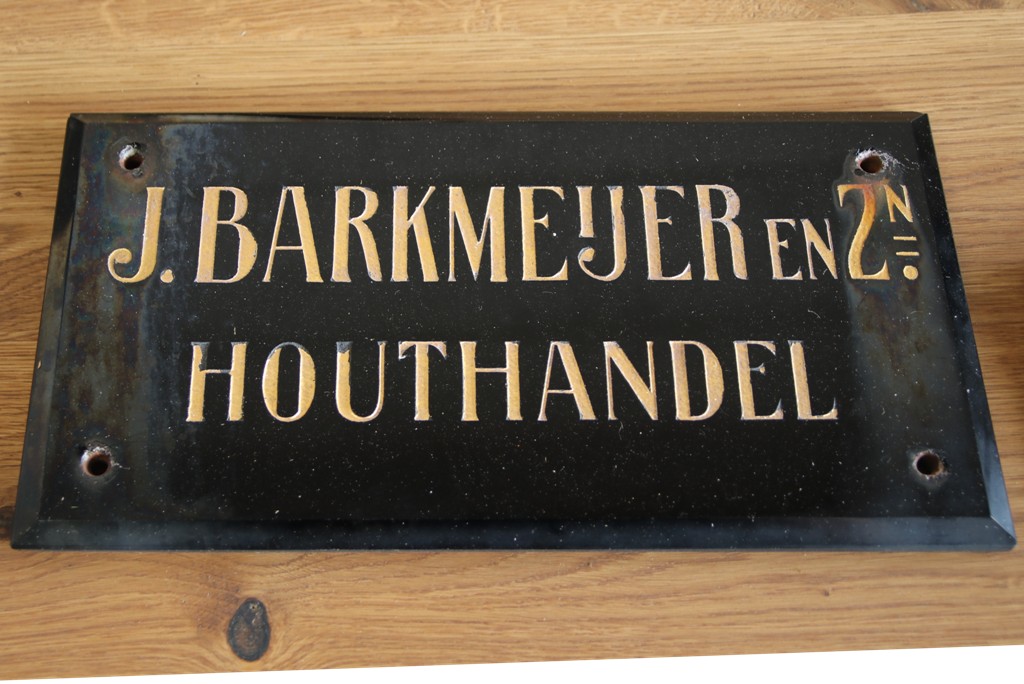 J. BARKMEIJER EN ZN.
HOUTHANDEL